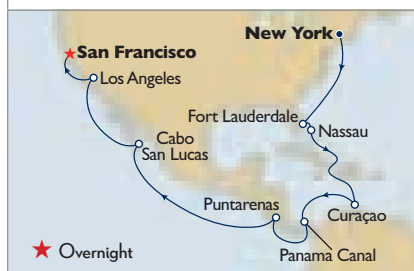 San Francisco
New York
Los Angeles
Fort Lauderdale
Nassau
Cabo
San Lucas
Puntarenas
Curaçao
Panama Canal
Overnight